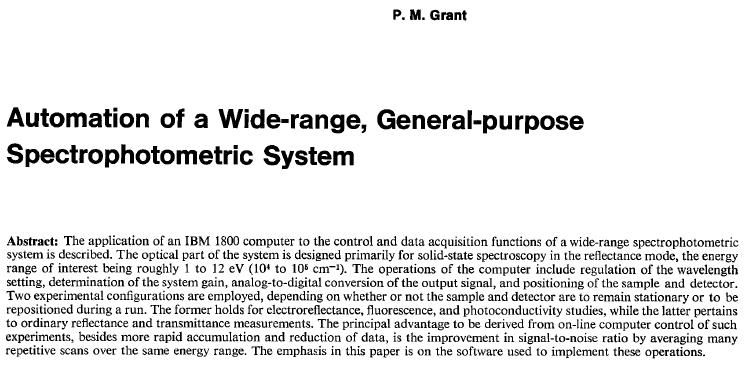 P. M. Grant
Automation of a Wide-range, General-purpose
Spectrophotometric System
Abstract: The application of an IBM 1800 computer to the control and data acquisition functions of a wide-range spectrophotometric
system is described. The optical part of the system is designed primarily for solid-state spectroscopy in the reflectance mode, the energy
range of interest being roughly 1 to 12 eV (10⁴ to 10⁵ cm⁻¹). The operations of the computer include regulation of the wavelength
setting, determination of the system gain, analog-to-digital conversion of the output signal, and positioning of the sample and detector.
Two experimental configurations are employed, depending on whether or not the sample and detector are to remain stationary or to be
repositioned during a run. The former holds for electroreflectance, fluorescence, and photoconductivity studies, while the latter pertains
to ordinary reflectance and transmittance measurements. The principal advantage to be derived from on-line computer control of such
experiments, besides more rapid accumulation and reduction of data, is the improvement in signal-to-noise ratio by averaging many
repetitive scans over the same energy range. The emphasis in this paper is on the software used to implement these operations.